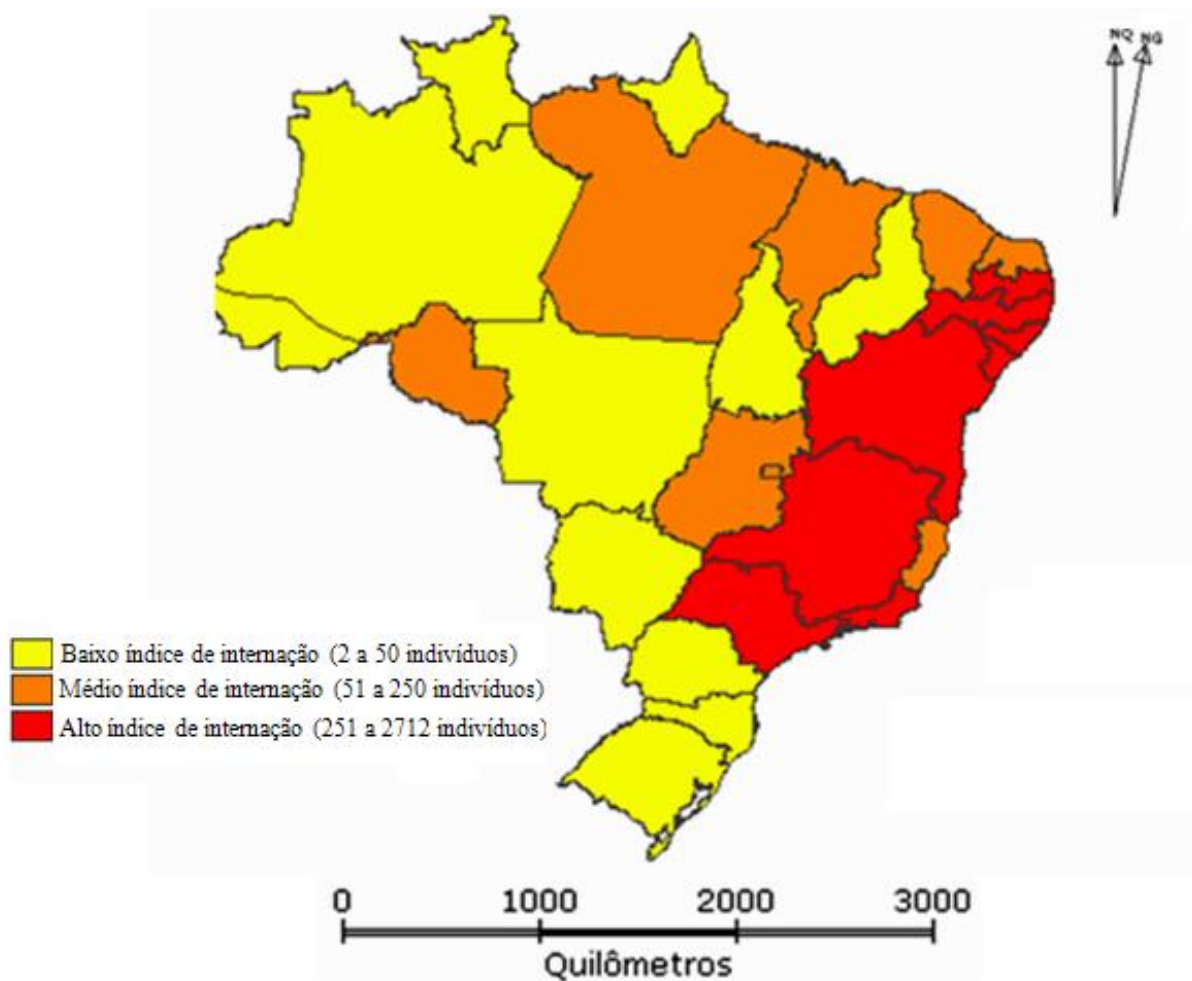 NQ NG
Baixo índice de internação (2 a 50 indivíduos)
Médio índice de internação (51 a 250 indivíduos)
Alto índice de internação (251 a 2712 indivíduos)
0 1000 2000 3000
Quilômetros